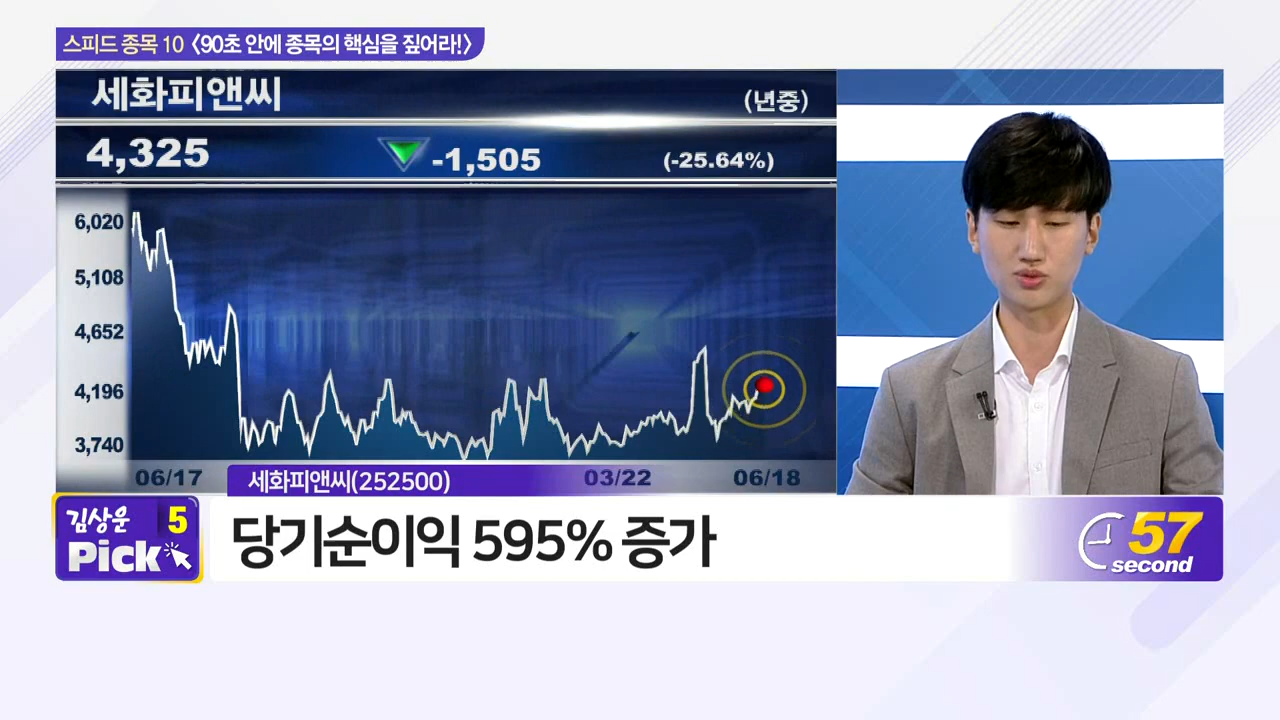 스피드 종목 10 〈90초 안에 종목의 핵심을 짚어라!〉
세화피앤씨
(년중)
4,325
-1,505
(-25.64%)
6,020
5,108
4,652
4,196
3,740
06/17
03/22
06/18
세화피앤씨(252500)
김상운 5
Pick
당기순이익 595% 증가
57
second